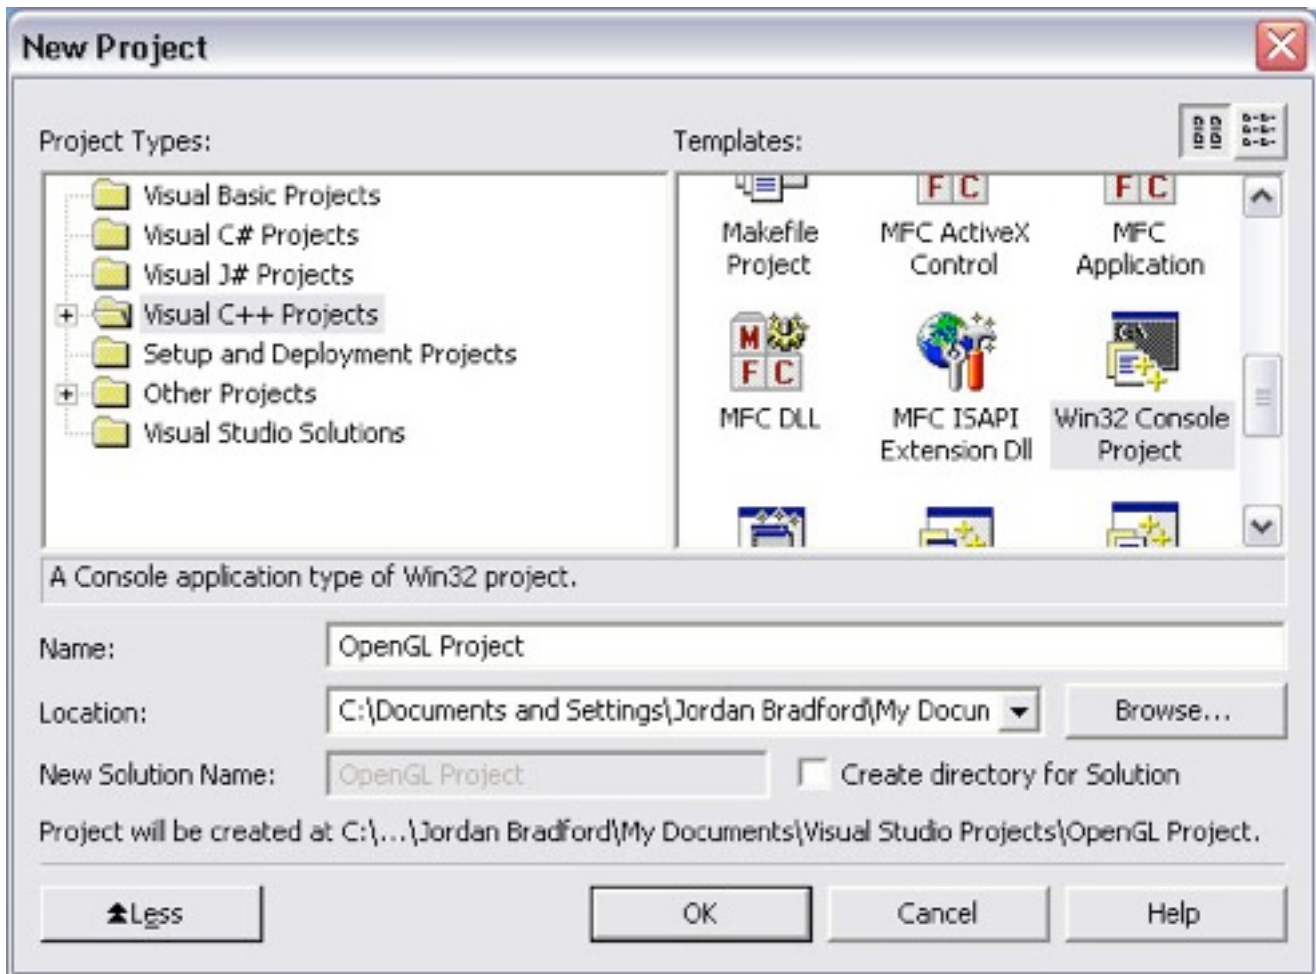 New Project
Project Types:
Templates:
Visual Basic Projects
Visual C# Projects
Visual J# Projects
Visual C++ Projects
Setup and Deployment Projects
Other Projects
Visual Studio Solutions
F C
F C
Makefile
Project
MFC ActiveX
Control
MFC
Application
M
F C
C:\
MFC DLL
MFC ISAPI
Extension Dll
Win32 Console
Project
A Console application type of Win32 project.
Name:
OpenGL Project
Location:
C:\Documents and Settings\Jordan Bradford\My Docun
Browse...
New Solution Name:
OpenGL Project
Create directory for Solution
Project will be created at C:\...\Jordan Bradford\My Documents\Visual Studio Projects\OpenGL Project.
Less
OK
Cancel
Help